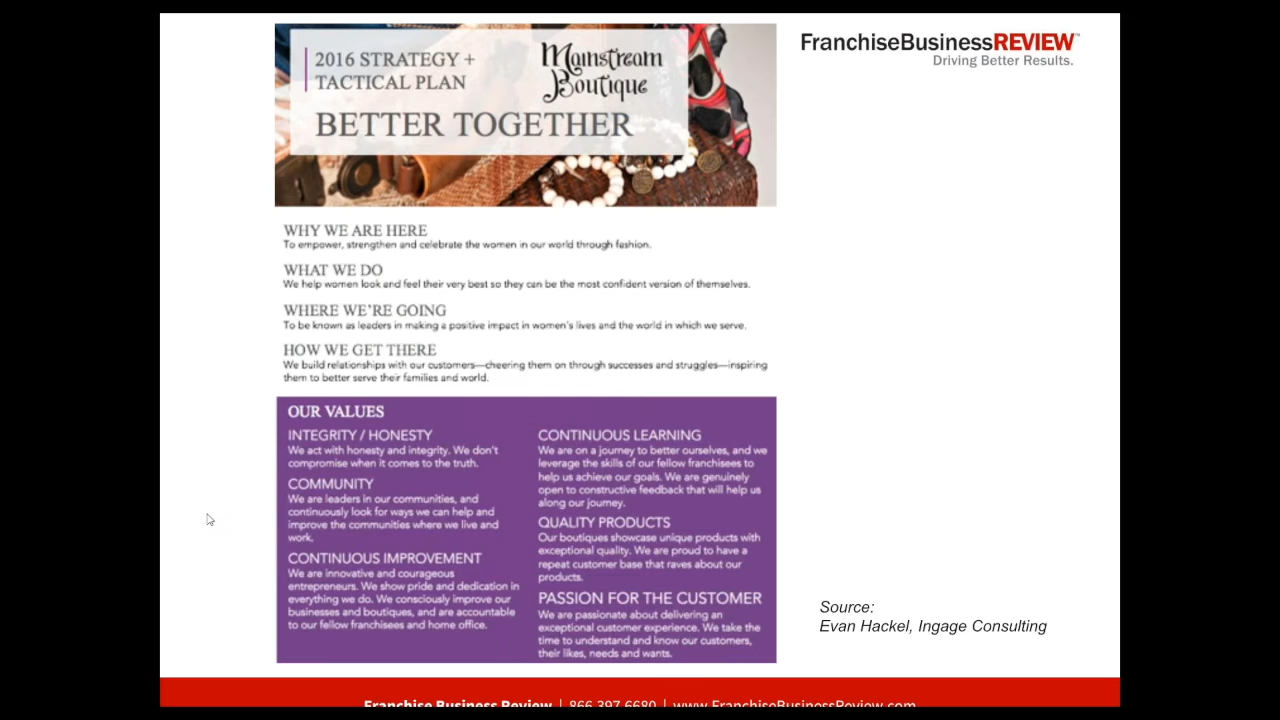 2016 STRATEGY +
TACTICAL PLAN
Mainstream
Boutique
BETTER TOGETHER
FranchiseBusinessREVIEW™
Driving Better Results.
WHY WE ARE HERE
To empower, strengthen and celebrate the women in our world through fashion.
WHAT WE DO
We help women look and feel their very best so they can be the most confident version of themselves.
WHERE WE'RE GOING
To be known as leaders in making a positive impact in women's lives and the world in which we serve.
HOW WE GET THERE
We build relationships with our customers—cheering them on through successes and struggles—inspiring
them to better serve their families and world.
OUR VALUES
INTEGRITY / HONESTY
We act with honesty and integrity. We don't
compromise when it comes to the truth.
COMMUNITY
We are leaders in our communities, and
continuously look for ways we can help and
improve the communities where we live and
work.
CONTINUOUS IMPROVEMENT
We are innovative and courageous
entrepreneurs. We show pride and dedication in
everything we do. We consciously improve our
businesses and boutiques, and are accountable
to our fellow franchisees and home office.
CONTINUOUS LEARNING
We are on a journey to better ourselves, and we
leverage the skills of our fellow franchisees to
help us achieve our goals. We are genuinely
open to constructive feedback that will help us
along our journey.
QUALITY PRODUCTS
Our boutiques showcase unique products with
exceptional quality. We are proud to have a
repeat customer base that raves about our
products.
PASSION FOR THE CUSTOMER
We are passionate about delivering an
exceptional customer experience. We take the
time to understand and know our customers,
their likes, needs and wants.
Source:
Evan Hackel, Ingage Consulting
Franchise Business Review | 866.397.6680 | www.FranchiseBusinessReview.com